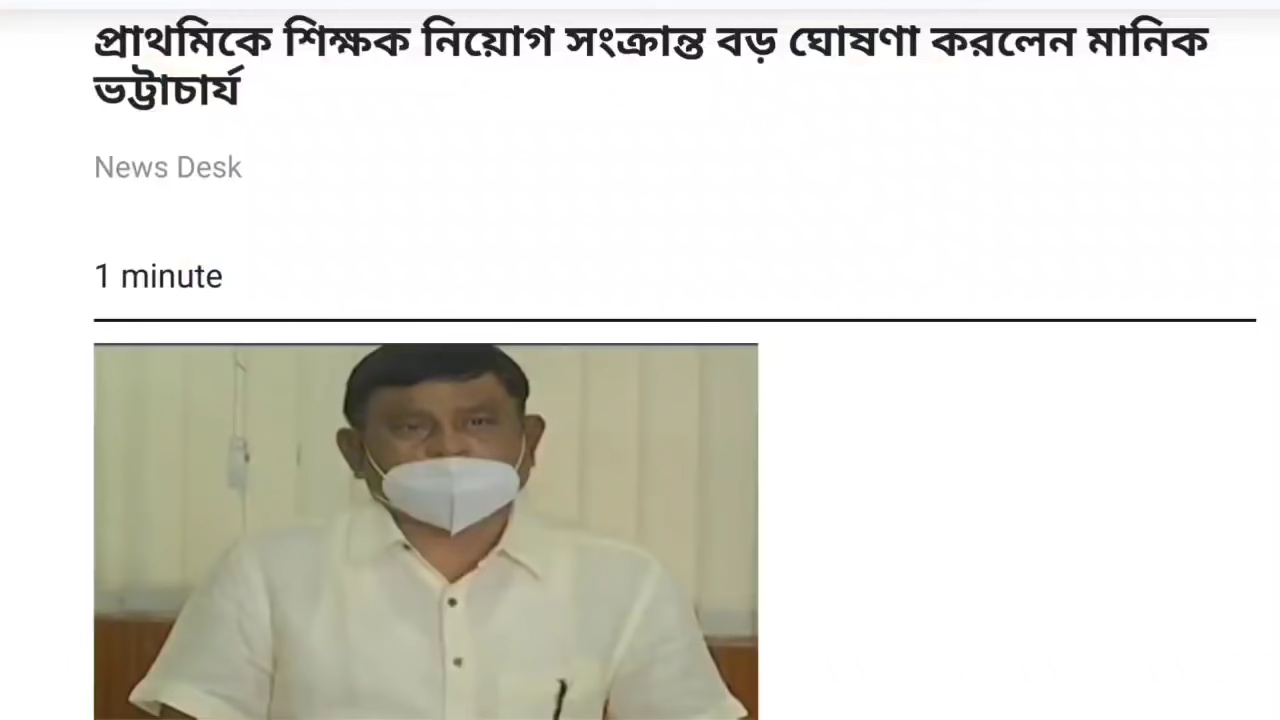 প্রাথমিকে শিক্ষক নিয়োগ সংক্রান্ত বড় ঘোষণা করলেন মানিক
ভট্টাচার্য
News Desk
1 minute